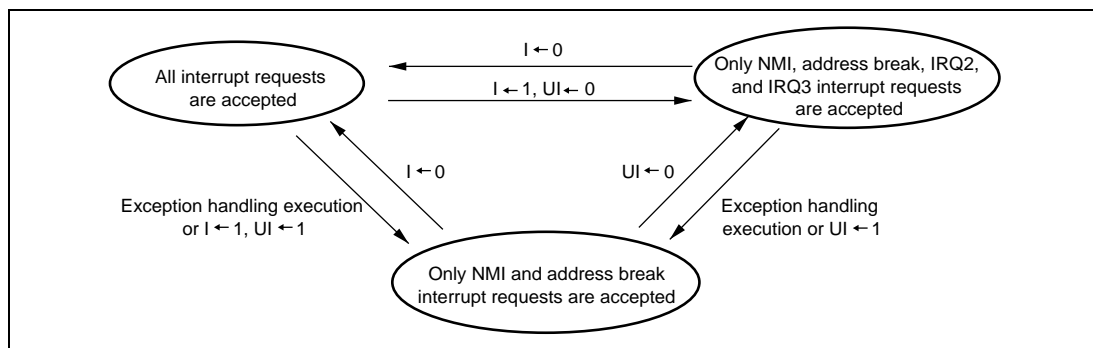 All interrupt requests
are accepted
I ← 0
I ← 1, UI ← 0
Only NMI, address break, IRQ2,
and IRQ3 interrupt requests
are accepted
Exception handling execution
or I ← 1, UI ← 1
I ← 0
UI ← 0
Exception handling
execution or UI ← 1
Only NMI and address break
interrupt requests are accepted